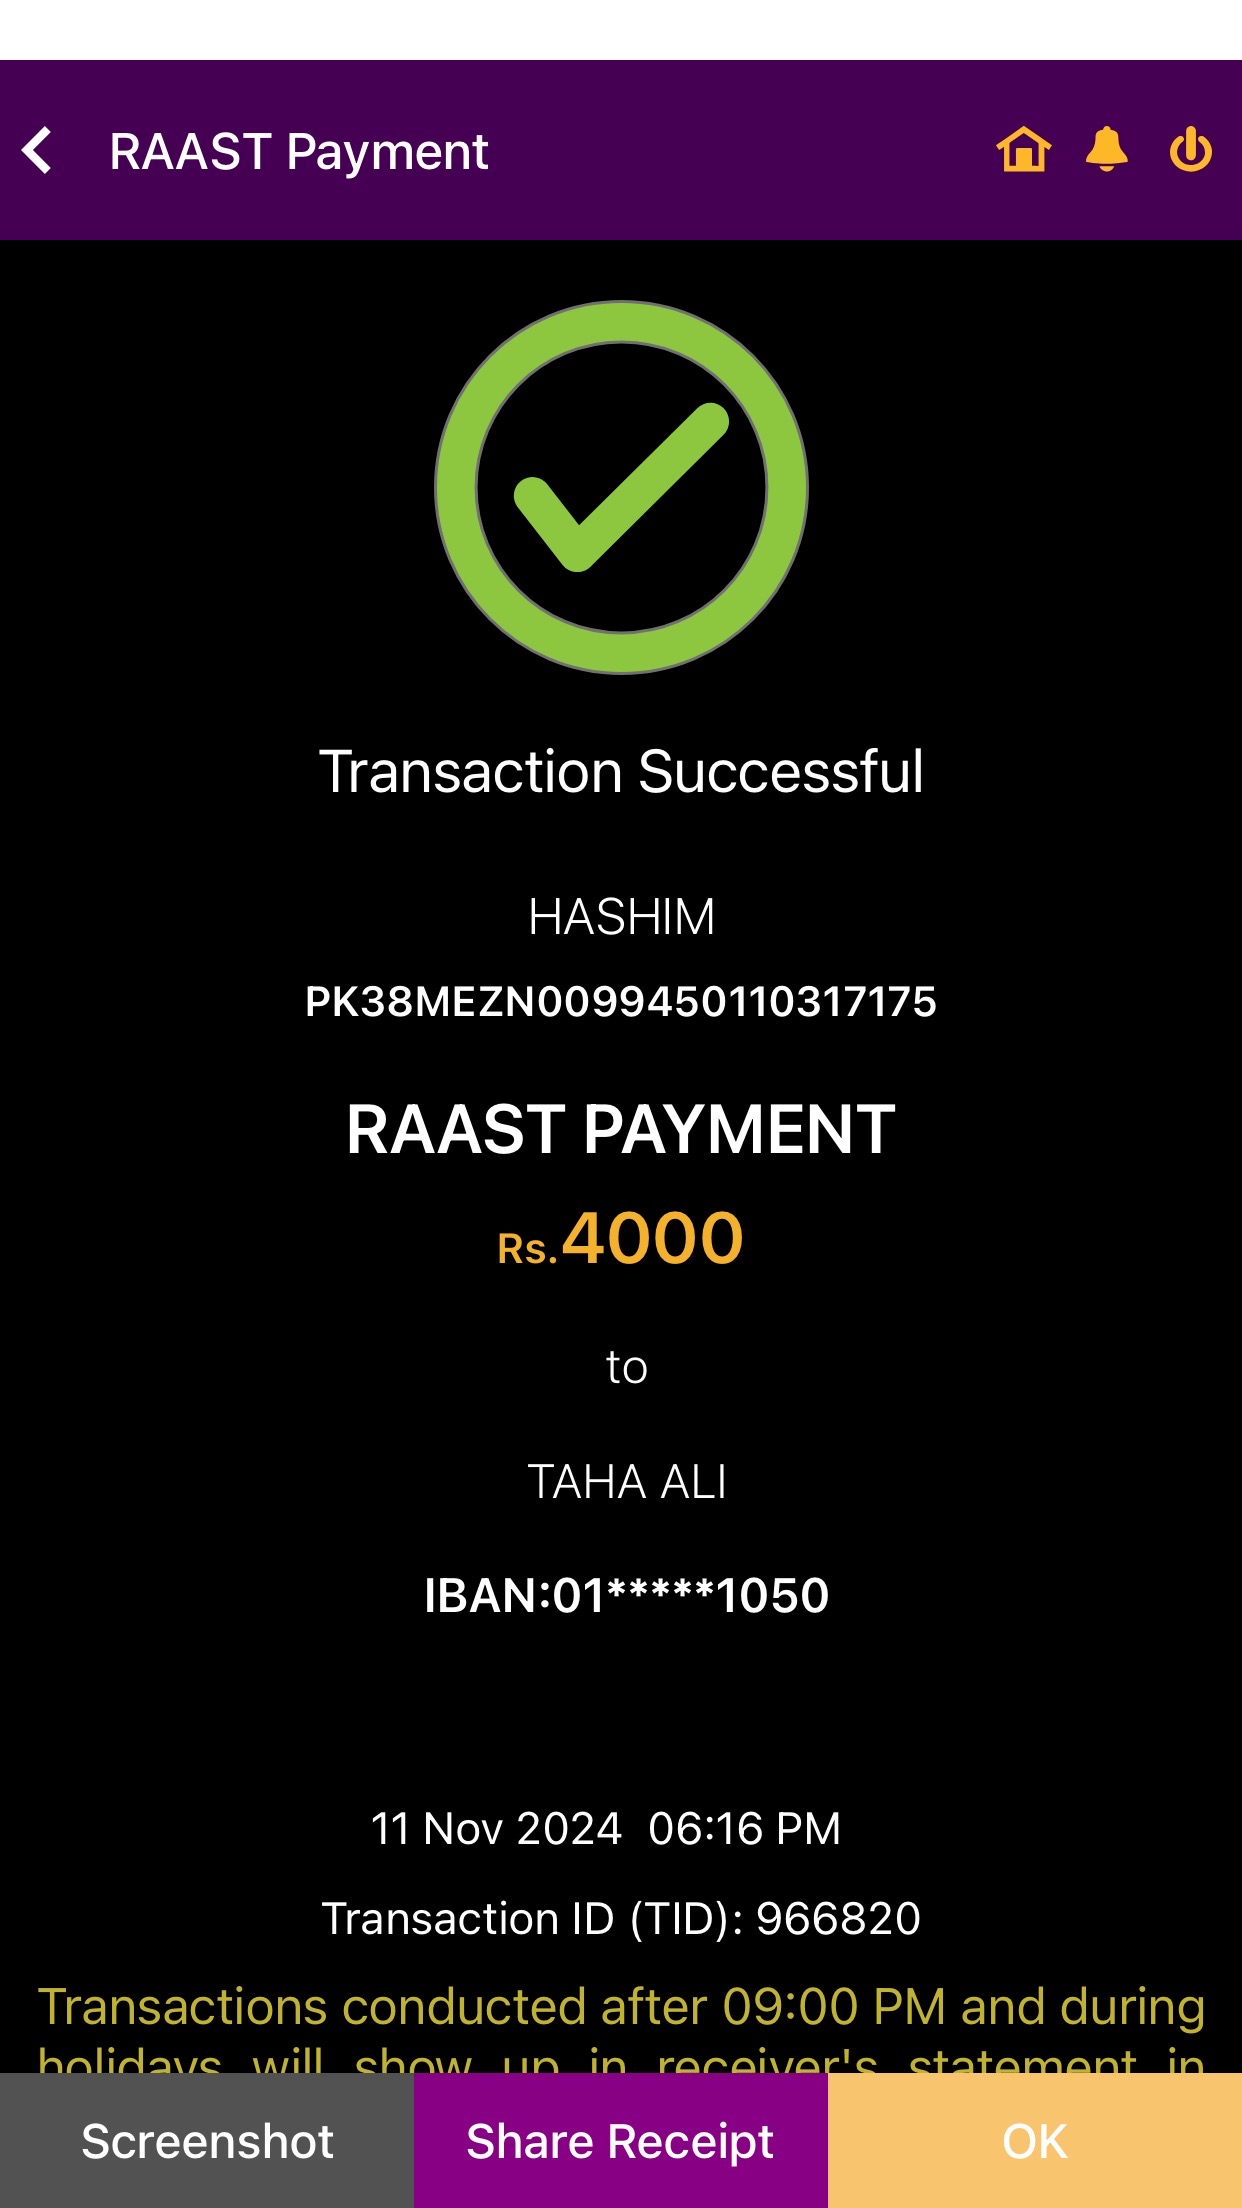 RAAST Payment
Transaction Successful
HASHIM
PK38MEZN0099450110317175
RAAST PAYMENT
Rs.4000
to
TAHA ALI
IBAN:01*****1050
11 Nov 2024 06:16 PM
Transaction ID (TID): 966820
Transactions conducted after 09:00 PM and during
holidays will show up in receiver's statement in
Screenshot
Share Receipt
OK